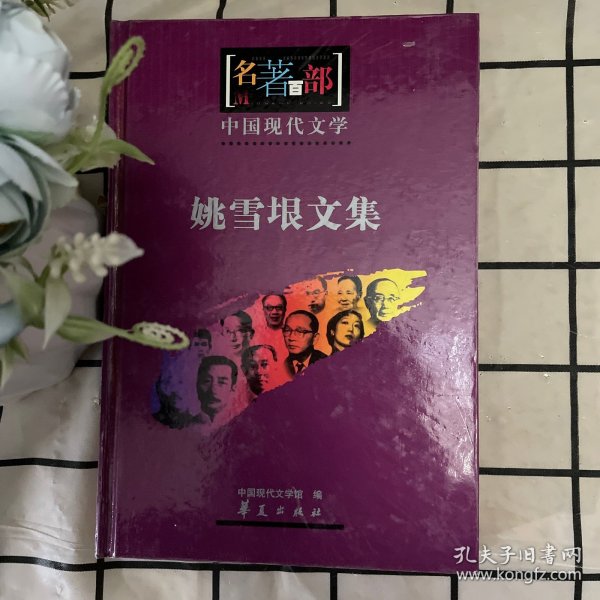 名著百部
中国现代文学
姚雪垠文集
中国现代文学馆 编
华夏出版社
孔夫子旧书网
www.kongfz.com